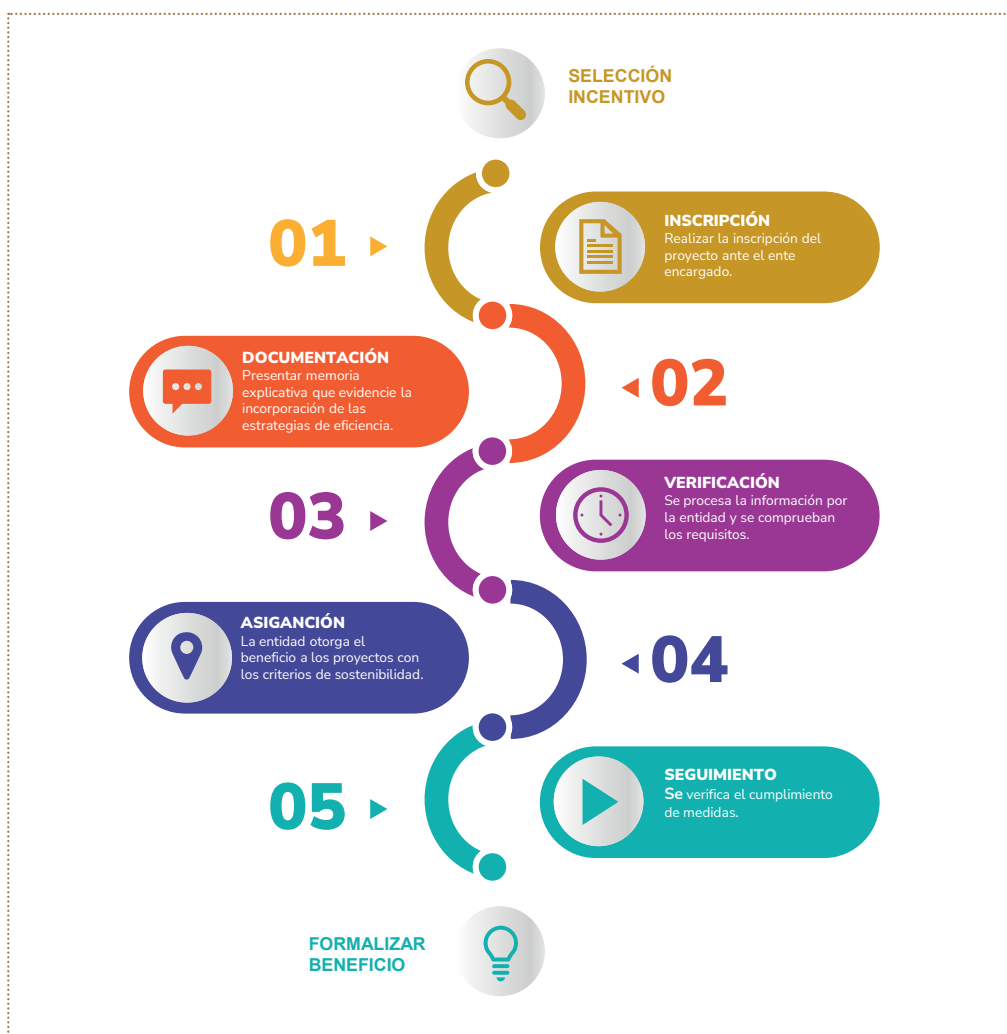 SELECCIÓN
INCENTIVO
01
INSCRIPCIÓN
Realizar la inscripción del
proyecto ante el ente
encargado.
DOCUMENTACIÓN
Presentar memoria
explicativa que evidencie la
incorporación de las
estrategias de eficiencia.
02
03
VERIFICACIÓN
Se procesa la información por
la entidad y se comprueban
los requisitos.
ASIGANCIÓN
La entidad otorga el
beneficio a los proyectos con
los criterios de sostenibilidad.
04
05
SEGUIMIENTO
Se verifica el cumplimiento
de medidas.
FORMALIZAR
BENEFICIO